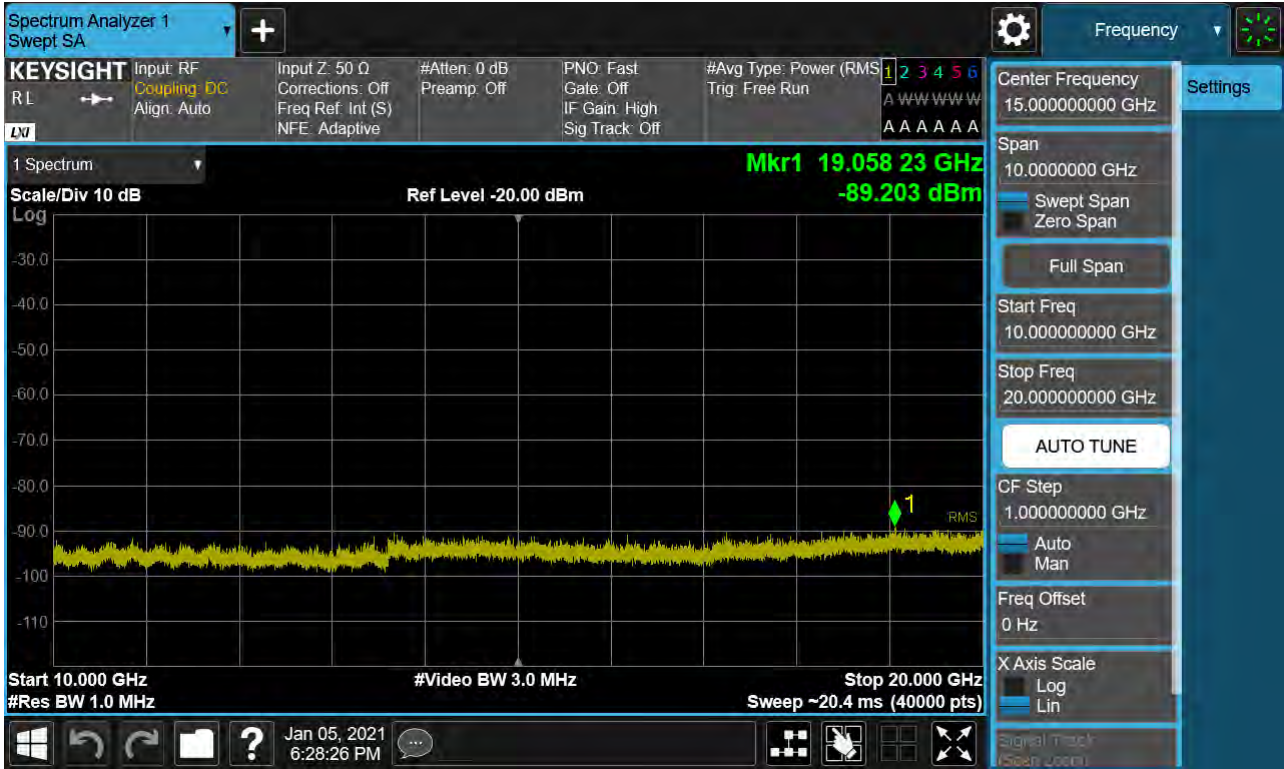 Spectrum Analyzer 1
Swept SA
Frequency
KEYSIGHT
R L
LXI
Input: RF
Coupling: DC
Align: Auto
Input Z: 50 Ω
Corrections: Off
Freq Ref: Int (S)
NFE: Adaptive
#Atten: 0 dB
Preamp: Off
PNO: Fast
Gate: Off
IF Gain: High
Sig Track: Off
#Avg Type: Power (RMS
Trig: Free Run
1 2 3 4 5 6
A W W W W W
A A A A A A
1 Spectrum
Mkr1 19.058 23 GHz
Scale/Div 10 dB
Ref Level -20.00 dBm
-89.203 dBm
Log
-30.0
-40.0
-50.0
-60.0
-70.0
-80.0
1
RMS
-90.0
-100
-110
Start 10.000 GHz
#Video BW 3.0 MHz
Stop 20.000 GHz
#Res BW 1.0 MHz
Sweep ~20.4 ms (40000 pts)
?
Jan 05, 2021
6:28:26 PM
Center Frequency
15.000000000 GHz
Settings
Span
10.0000000 GHz
Swept Span
Zero Span
Full Span
Start Freq
10.000000000 GHz
Stop Freq
20.000000000 GHz
AUTO TUNE
CF Step
1.000000000 GHz
Auto
Man
Freq Offset
0 Hz
X Axis Scale
Log
Lin
Signal Track
(Span Zoom)